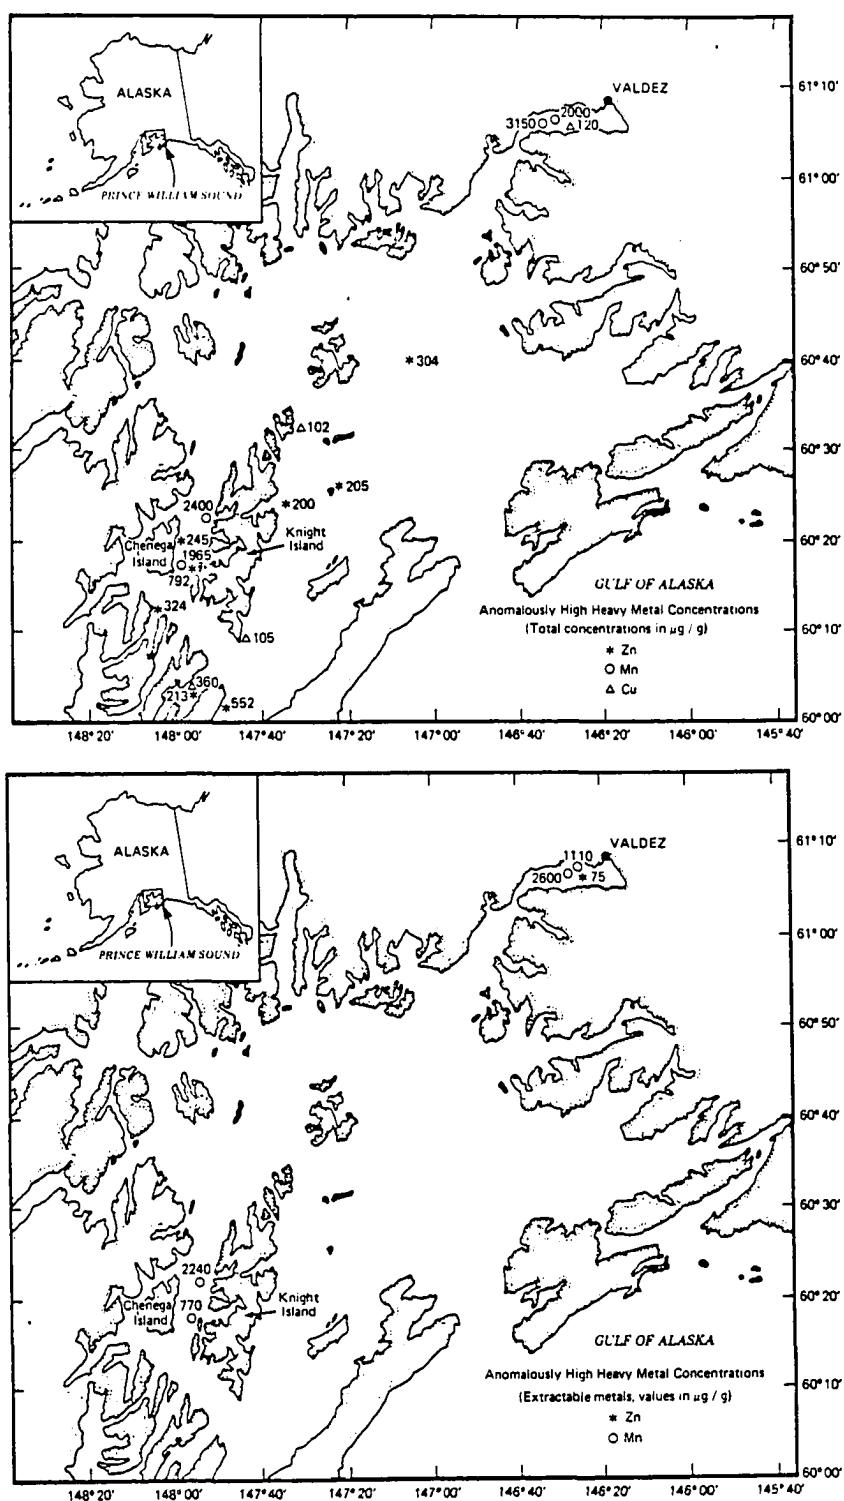 ALASKA
PRINCE WILLIAM SOUND
VALDEZ
2000
3150
120
61° 10'
61° 00'
60° 50'
60° 40'
60° 30'
60° 20'
60° 10'
60° 00'
304
102
205
200
2400
245
Chenega
Island
1965
792
Knight
Island
324
105
360
213
552
GULF OF ALASKA
Anomalously High Heavy Metal Concentrations
(Total concentrations in µg / g)
* Zn
O Mn
△ Cu
148° 20' 148° 00' 147° 40' 147° 20' 147° 00' 146° 40' 146° 20' 146° 00' 145° 40'
ALASKA
PRINCE WILLIAM SOUND
VALDEZ
1110
2600
75
61° 10'
61° 00'
60° 50'
60° 40'
60° 30'
60° 20'
60° 10'
60° 00'
2240
770
Chenega
Island
Knight
Island
GULF OF ALASKA
Anomalously High Heavy Metal Concentrations
(Extractable metals, values in µg / g)
* Zn
O Mn
148° 20' 148° 00' 147° 40' 147° 20' 147° 00' 146° 40' 146° 20' 146° 00' 145° 40'